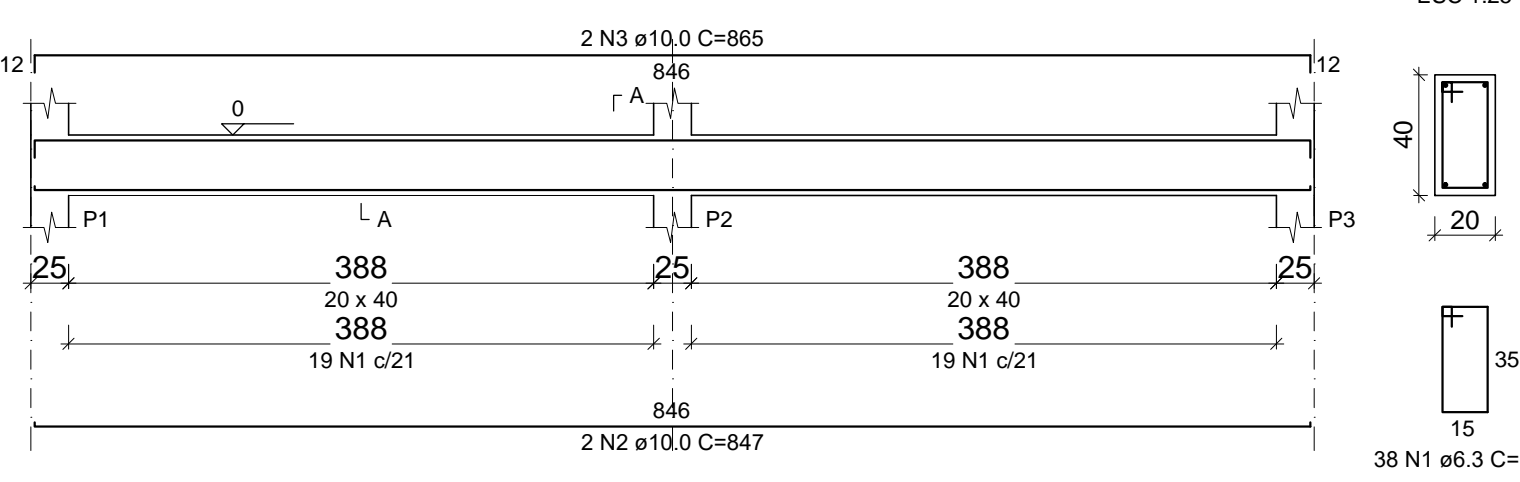 ESC 1:25
2 N3 ø10.0 C=865
12
846
12
A
0
40
A
P1
P2
P3
20
25
388
25
388
25
20 x 40
20 x 40
388
388
19 N1 c/21
19 N1 c/21
35
846
15
2 N2 ø10.0 C=847
38 N1 ø6.3 C=